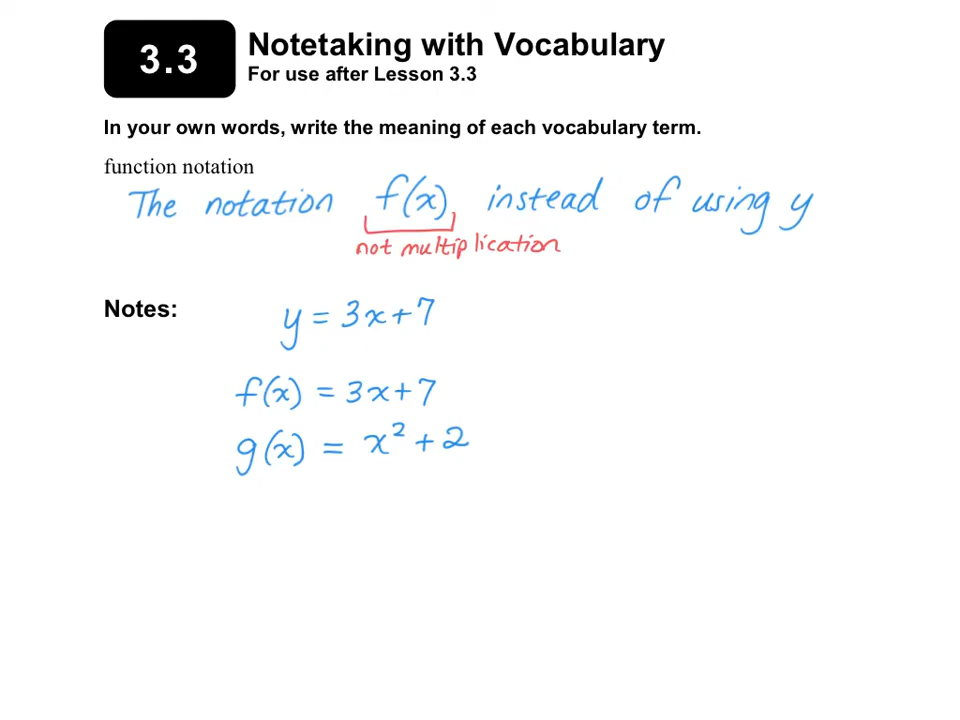 3.3
Notetaking with Vocabulary
For use after Lesson 3.3
In your own words, write the meaning of each vocabulary term.
function notation
The notation f(x) instead of using y
not multiplication
Notes:
y = 3x+7
f(x) = 3x+7
g(x) = x² + 2